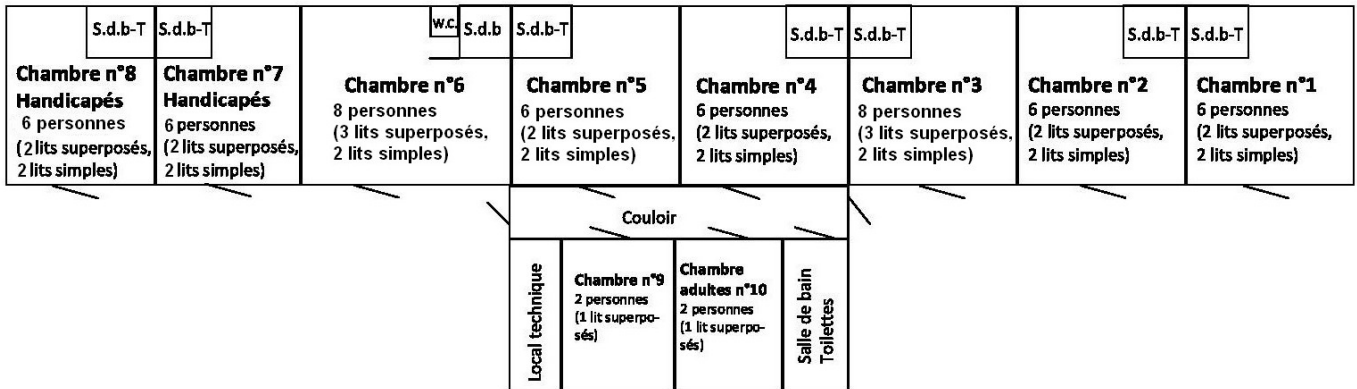 S.d.b-T
S.d.b-T
w.c.
S.d.b
S.d.b-T
S.d.b-T
S.d.b-T
S.d.b-T
S.d.b-T
Chambre n°8
Handicapés
6 personnes
(2 lits superposés,
2 lits simples)
Chambre n°7
Handicapés
6 personnes
(2 lits superposés,
2 lits simples)
Chambre n°6
8 personnes
(3 lits superposés,
2 lits simples)
Chambre n°5
6 personnes
(2 lits superposés,
2 lits simples)
Chambre n°4
6 personnes
(2 lits superposés,
2 lits simples)
Chambre n°3
8 personnes
(3 lits superposés,
2 lits simples)
Chambre n°2
6 personnes
(2 lits superposés,
2 lits simples)
Chambre n°1
6 personnes
(2 lits superposés,
2 lits simples)
Couloir
Local technique
Chambre n°9
2 personnes
(1 lit superpo-
sés)
Chambre
adultes n°10
2 personnes
(1 lit superpo-
sés)
Salle de bain
Toilettes